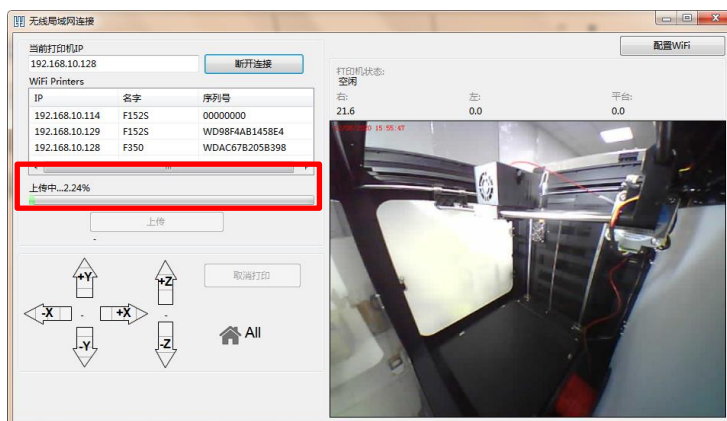 无线局域网连接
当前打印机IP
192.168.10.128 断开连接 配置WiFi
WiFi Printers
IP 名字 序列号
192.168.10.114 F152S 00000000
192.168.10.129 F152S WD98F4AB1458E4
192.168.10.128 F350 WDAC67B205B398
上传中...2.24%
上传
-
+Y
-X - +X
-Y
+Z
-
-Z
取消打印
All
打印机状态:
空闲
右: 左: 平台:
21.6 0.0 0.0
2020 15:55:47